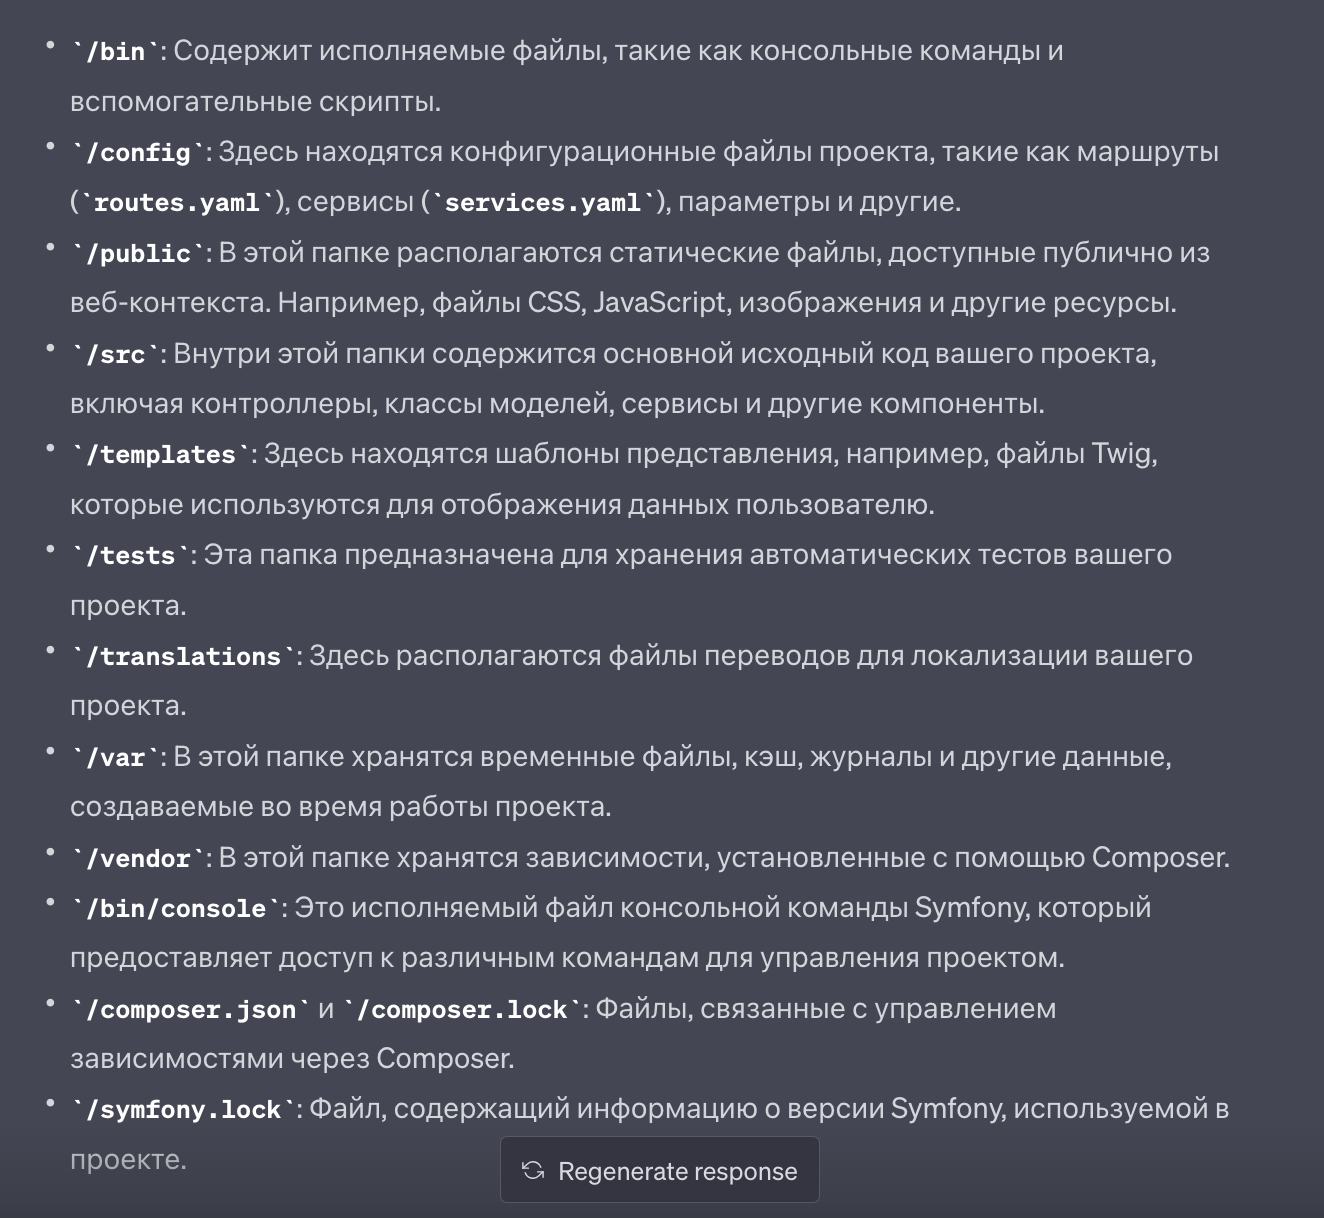 • `/bin`: Содержит исполняемые файлы, такие как консольные команды и
вспомогательные скрипты.
• `/config`: Здесь находятся конфигурационные файлы проекта, такие как маршруты
(`routes.yaml`), сервисы (`services.yaml`), параметры и другие.
• `/public`: В этой папке располагаются статические файлы, доступные публично из
веб-контекста. Например, файлы CSS, JavaScript, изображения и другие ресурсы.
• `/src`: Внутри этой папки содержится основной исходный код вашего проекта,
включая контроллеры, классы моделей, сервисы и другие компоненты.
• `/templates`: Здесь находятся шаблоны представления, например, файлы Twig,
которые используются для отображения данных пользователю.
• `/tests`: Эта папка предназначена для хранения автоматических тестов вашего
проекта.
• `/translations`: Здесь располагаются файлы переводов для локализации вашего
проекта.
• `/var`: В этой папке хранятся временные файлы, кэш, журналы и другие данные,
создаваемые во время работы проекта.
• `/vendor`: В этой папке хранятся зависимости, установленные с помощью Composer.
• `/bin/console`: Это исполняемый файл консольной команды Symfony, который
предоставляет доступ к различным командам для управления проектом.
• `/composer.json` и `/composer.lock`: Файлы, связанные с управлением
зависимостями через Composer.
• `/symfony.lock`: Файл, содержащий информацию о версии Symfony, используемой в
проекте.
Regenerate response